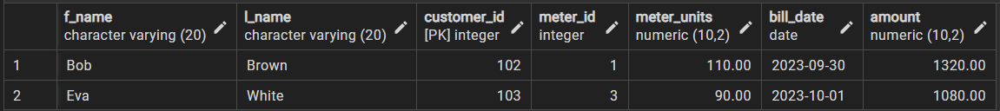 f_name l_name customer_id meter_id meter_units bill_date amount
character varying (20) character varying (20) [PK] integer integer numeric (10,2) date numeric (10,2)
1 Bob Brown 102 1 110.00 2023-09-30 1320.00
2 Eva White 103 3 90.00 2023-10-01 1080.00